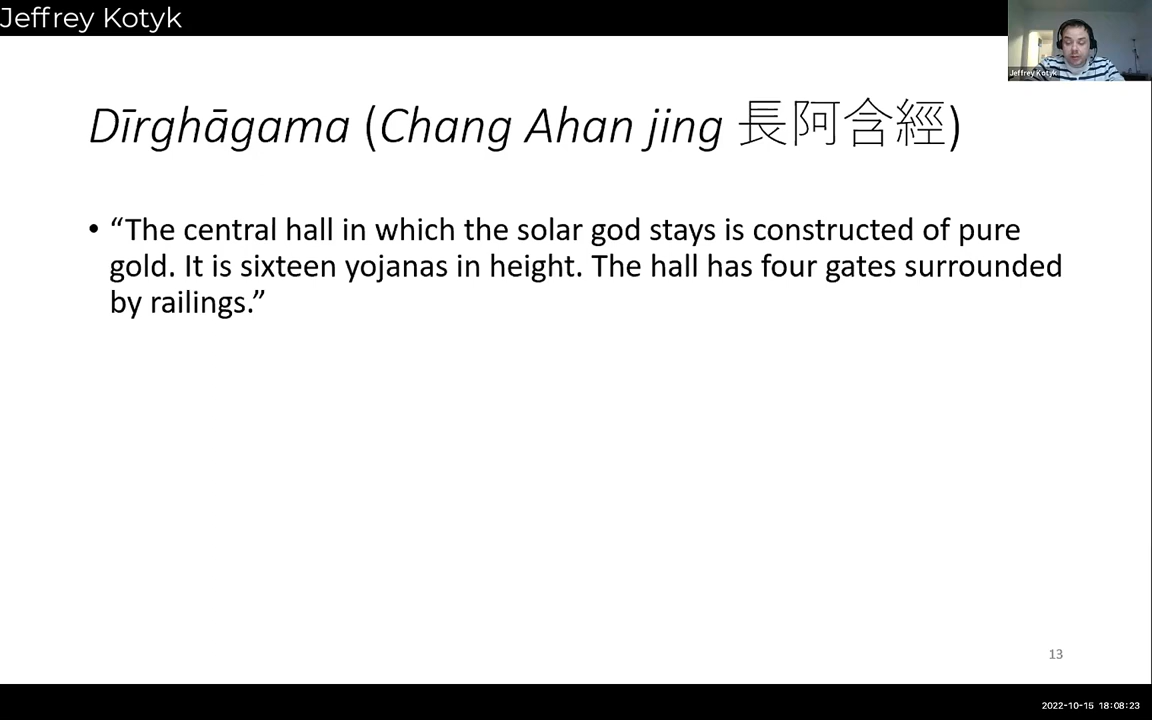 Jeffrey Kotyk
Jeffrey Kotyk
Dīrghāgama (Chang Ahan jing 長阿含經)
• “The central hall in which the solar god stays is constructed of pure
gold. It is sixteen yojanas in height. The hall has four gates surrounded
by railings.”
13
2022-10-15 18:08:23